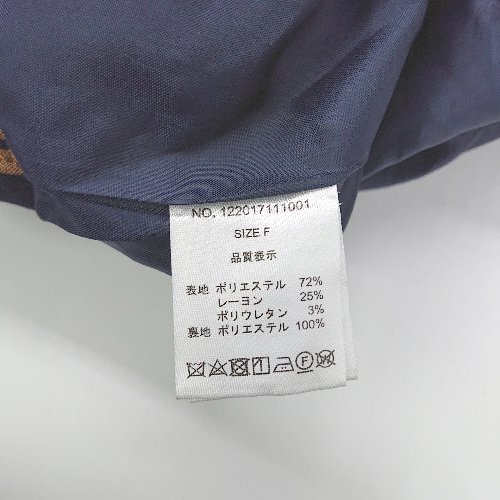 NO. 122017111001
SIZE F
品質表示
表地 ポリエステル 72%
レーヨン 25%
ポリウレタン 3%
裏地 ポリエステル 100%